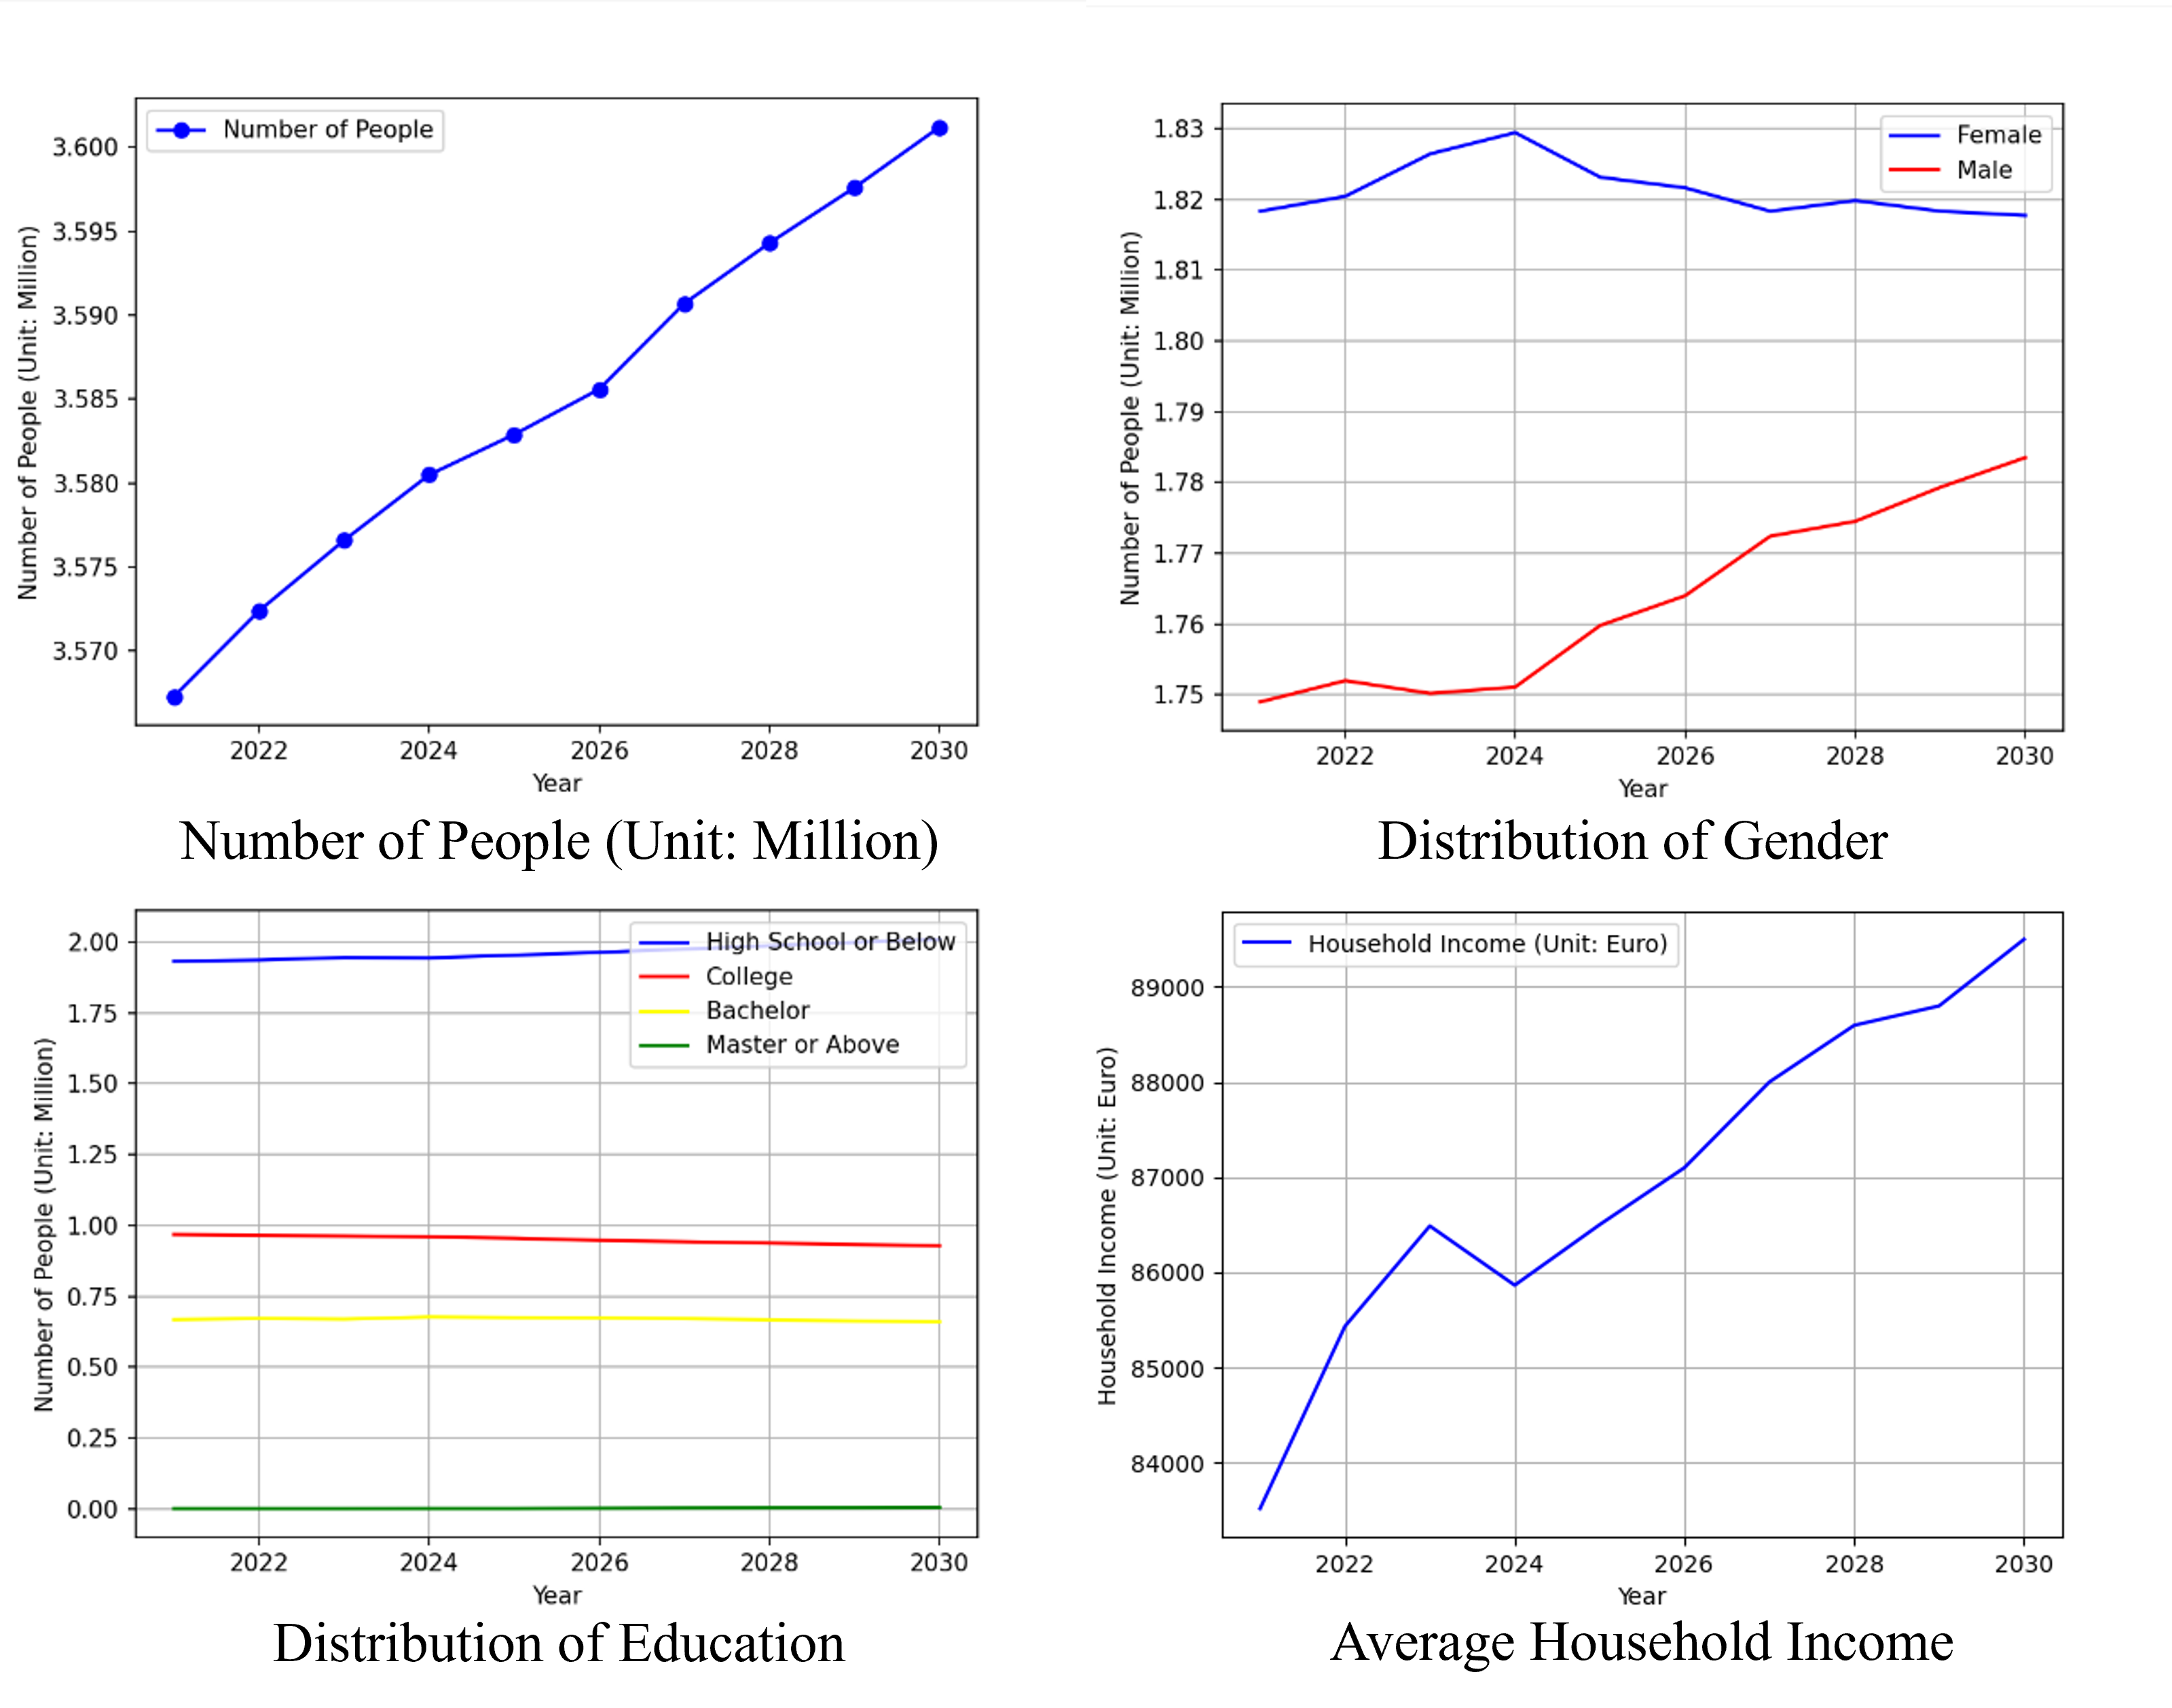 Number of People
3.600
3.595
3.590
3.585
3.580
3.575
3.570
Number of People (Unit: Million)
2022 2024 2026 2028 2030
Year
Number of People (Unit: Million)
Female
Male
1.83
1.82
1.81
1.80
1.79
1.78
1.77
1.76
1.75
Number of People (Unit: Million)
2022 2024 2026 2028 2030
Year
Distribution of Gender
High School or Below
College
Bachelor
Master or Above
2.00
1.75
1.50
1.25
1.00
0.75
0.50
0.25
0.00
Number of People (Unit: Million)
2022 2024 2026 2028 2030
Year
Distribution of Education
Household Income (Unit: Euro)
89000
88000
87000
86000
85000
84000
Household Income (Unit: Euro)
2022 2024 2026 2028 2030
Year
Average Household Income